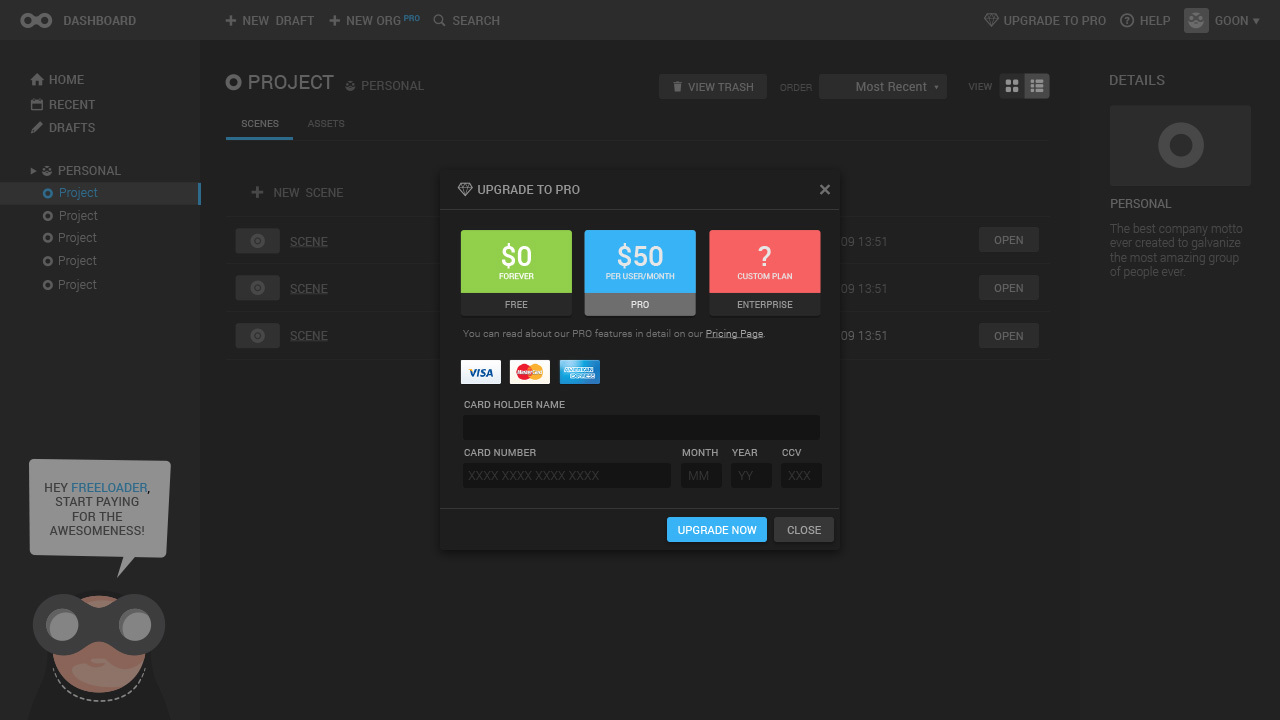 DASHBOARD
NEW DRAFT
NEW ORG PRO
SEARCH
UPGRADE TO PRO
HELP
GOON
HOME
RECENT
DRAFTS
PERSONAL
Project
Project
Project
Project
Project
HEY FREELOADER,
START PAYING
FOR THE
AWESOMENESS!
PROJECT
PERSONAL
VIEW TRASH
ORDER
Most Recent
VIEW
SCENES
ASSETS
NEW SCENE
SCENE
09 13:51
OPEN
SCENE
09 13:51
OPEN
SCENE
09 13:51
OPEN
UPGRADE TO PRO
$0
FOREVER
FREE
$50
PER USER/MONTH
PRO
?
CUSTOM PLAN
ENTERPRISE
You can read about our PRO features in detail on our Pricing Page.
VISA
MasterCard
AMERICAN
EXPRESS
CARD HOLDER NAME
CARD NUMBER
MONTH
YEAR
CCV
XXXX XXXX XXXX XXXX
MM
YY
XXX
UPGRADE NOW
CLOSE
DETAILS
PERSONAL
The best company motto
ever created to galvanize
the most amazing group
of people ever.